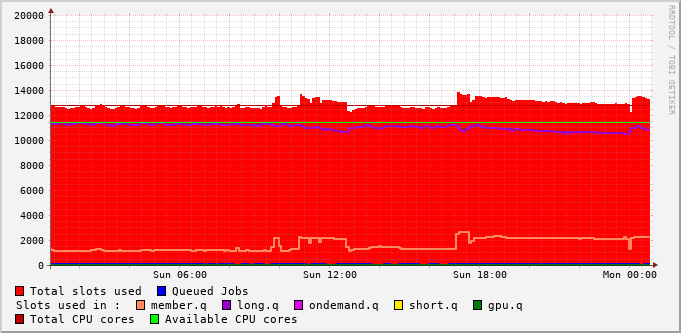 RRDTOOL / TOBI OETIKER
20000
18000
16000
14000
12000
10000
8000
6000
4000
2000
0
Sun 06:00 Sun 12:00 Sun 18:00 Mon 00:00
Total slots used Queued Jobs
Slots used in : member.q long.q ondemand.q short.q gpu.q
Total CPU cores Available CPU cores